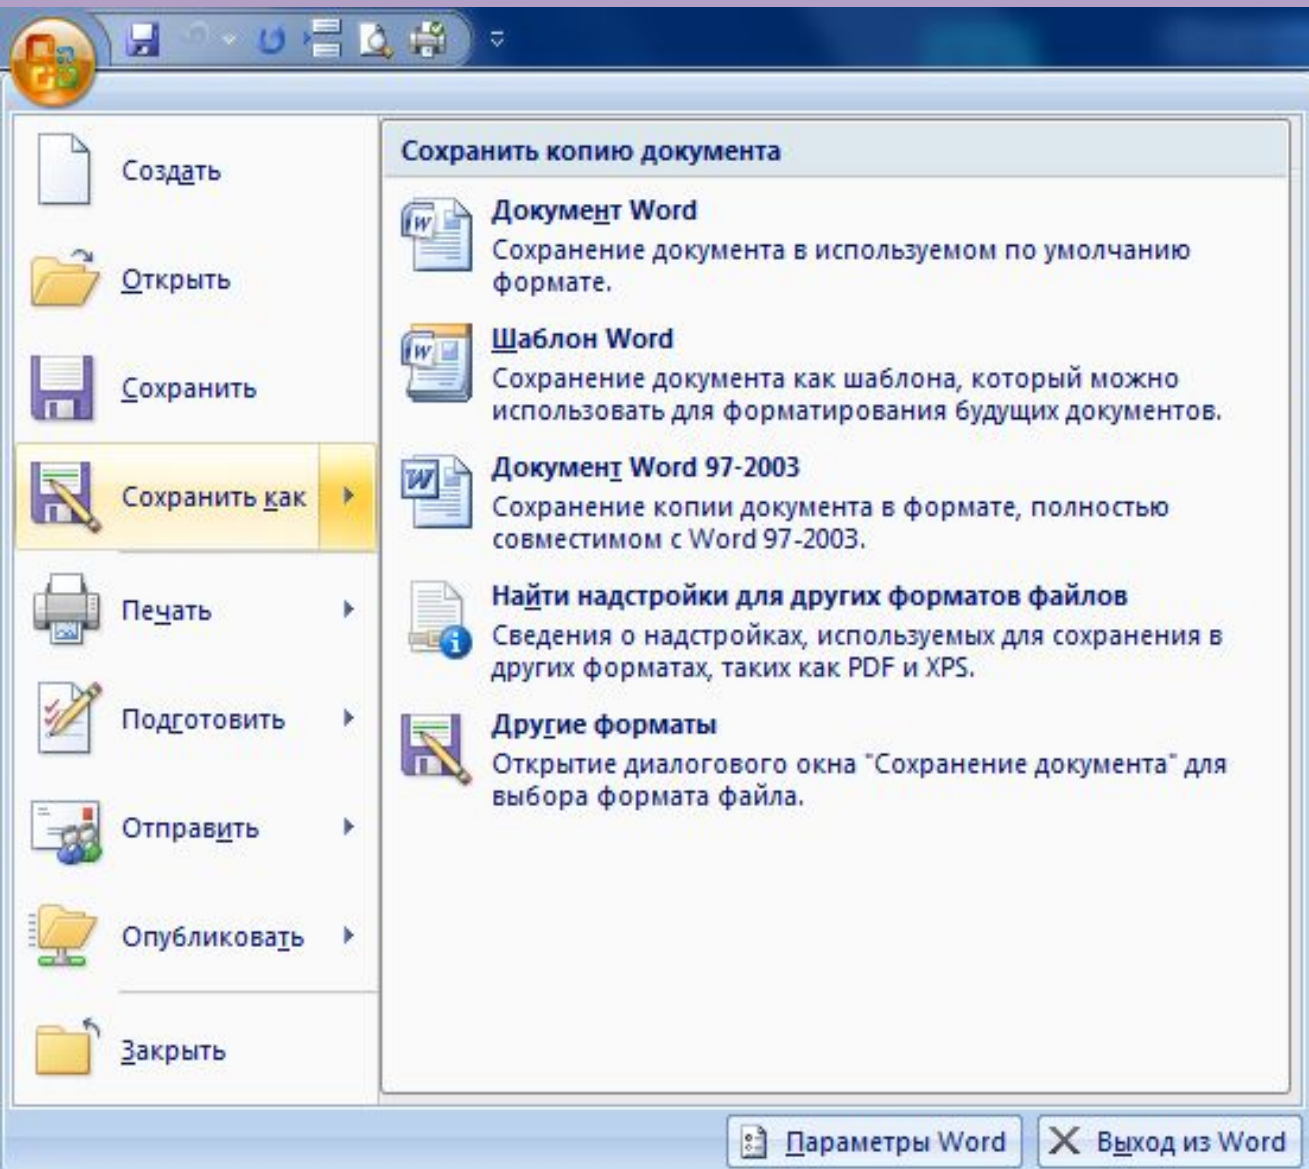 Создать
Открыть
Сохранить
Сохранить как
Печать
Подготовить
Отправить
Опубликовать
Закрыть
Сохранить копию документа
Документ Word
Сохранение документа в используемом по умолчанию
формате.
Шаблон Word
Сохранение документа как шаблона, который можно
использовать для форматирования будущих документов.
Документ Word 97-2003
Сохранение копии документа в формате, полностью
совместимом с Word 97-2003.
Найти надстройки для других форматов файлов
Сведения о надстройках, используемых для сохранения в
других форматах, таких как PDF и XPS.
Другие форматы
Открытие диалогового окна "Сохранение документа" для
выбора формата файла.
Параметры Word
Выход из Word